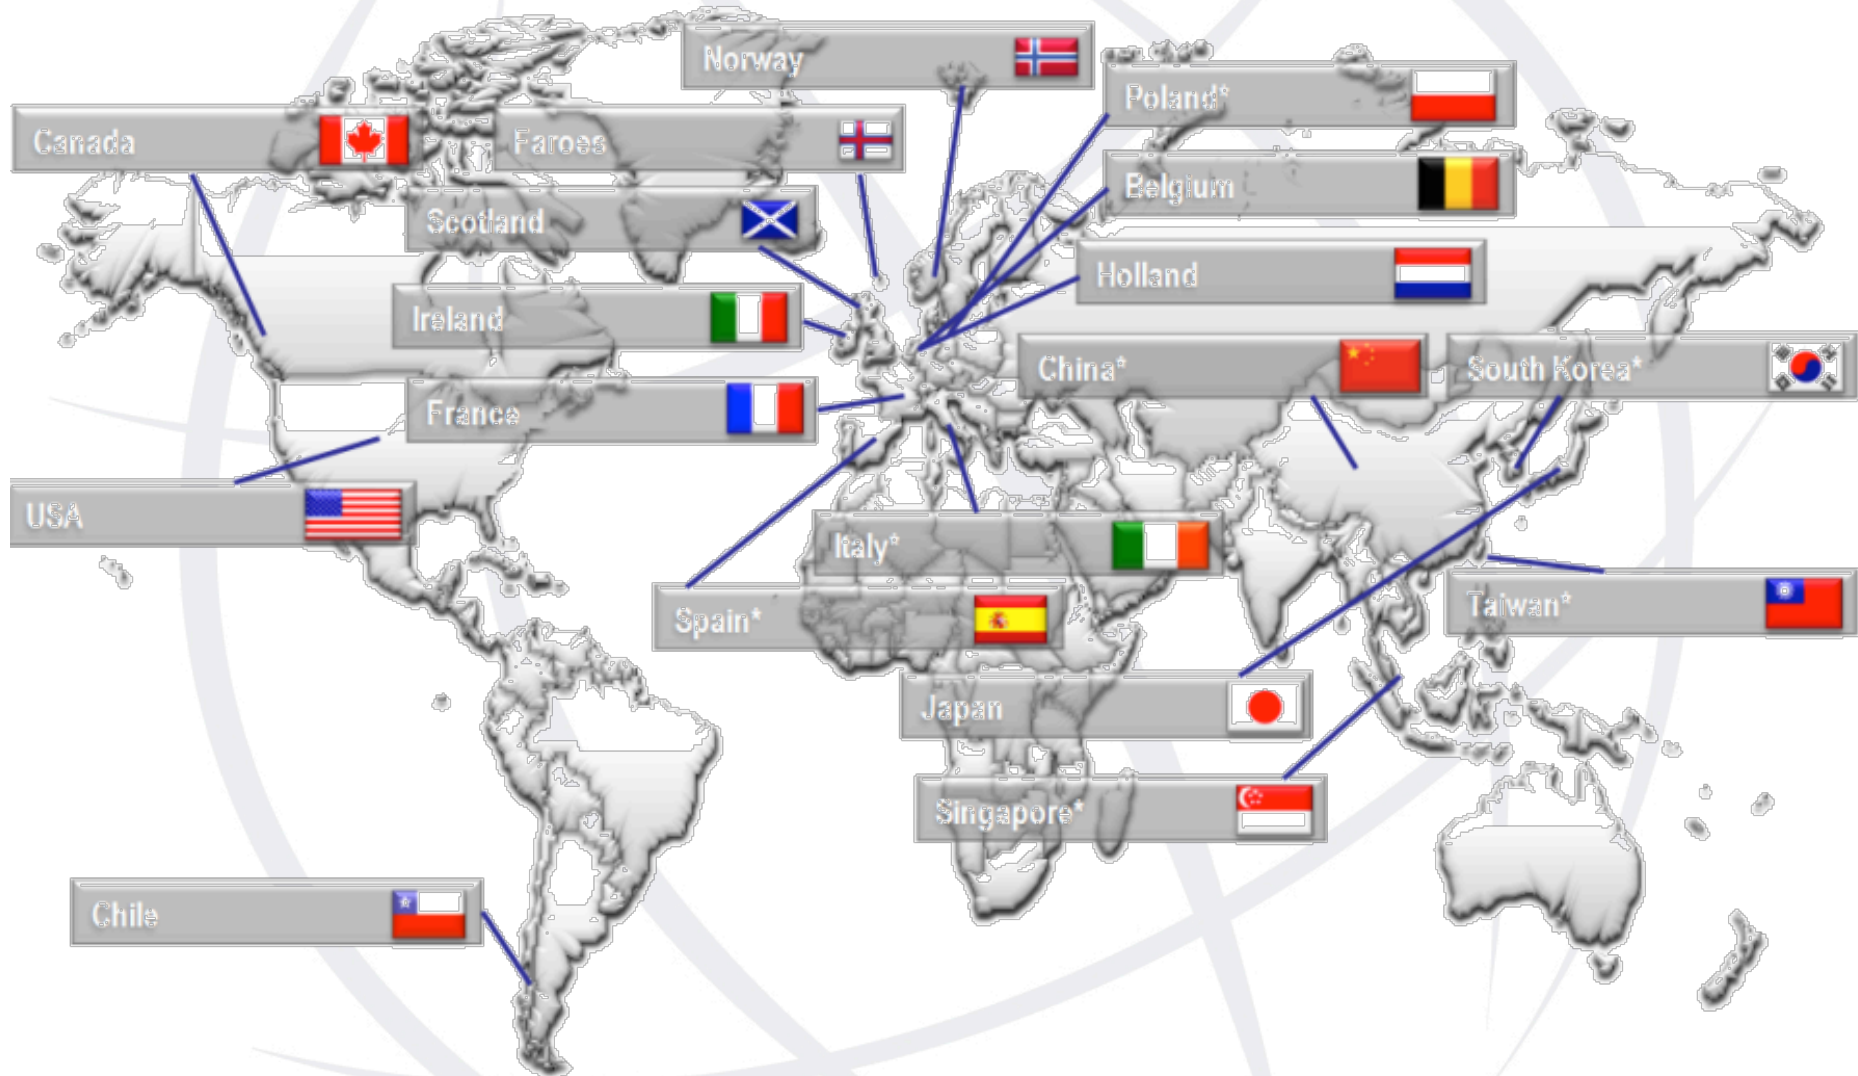 Norway
Poland*
Canada
Faroes
Belgium
Scotland
Holland
Ireland
China*
South Korea*
France
USA
Italy*
Taiwan*
Spain*
Japan
Singapore*
Chile